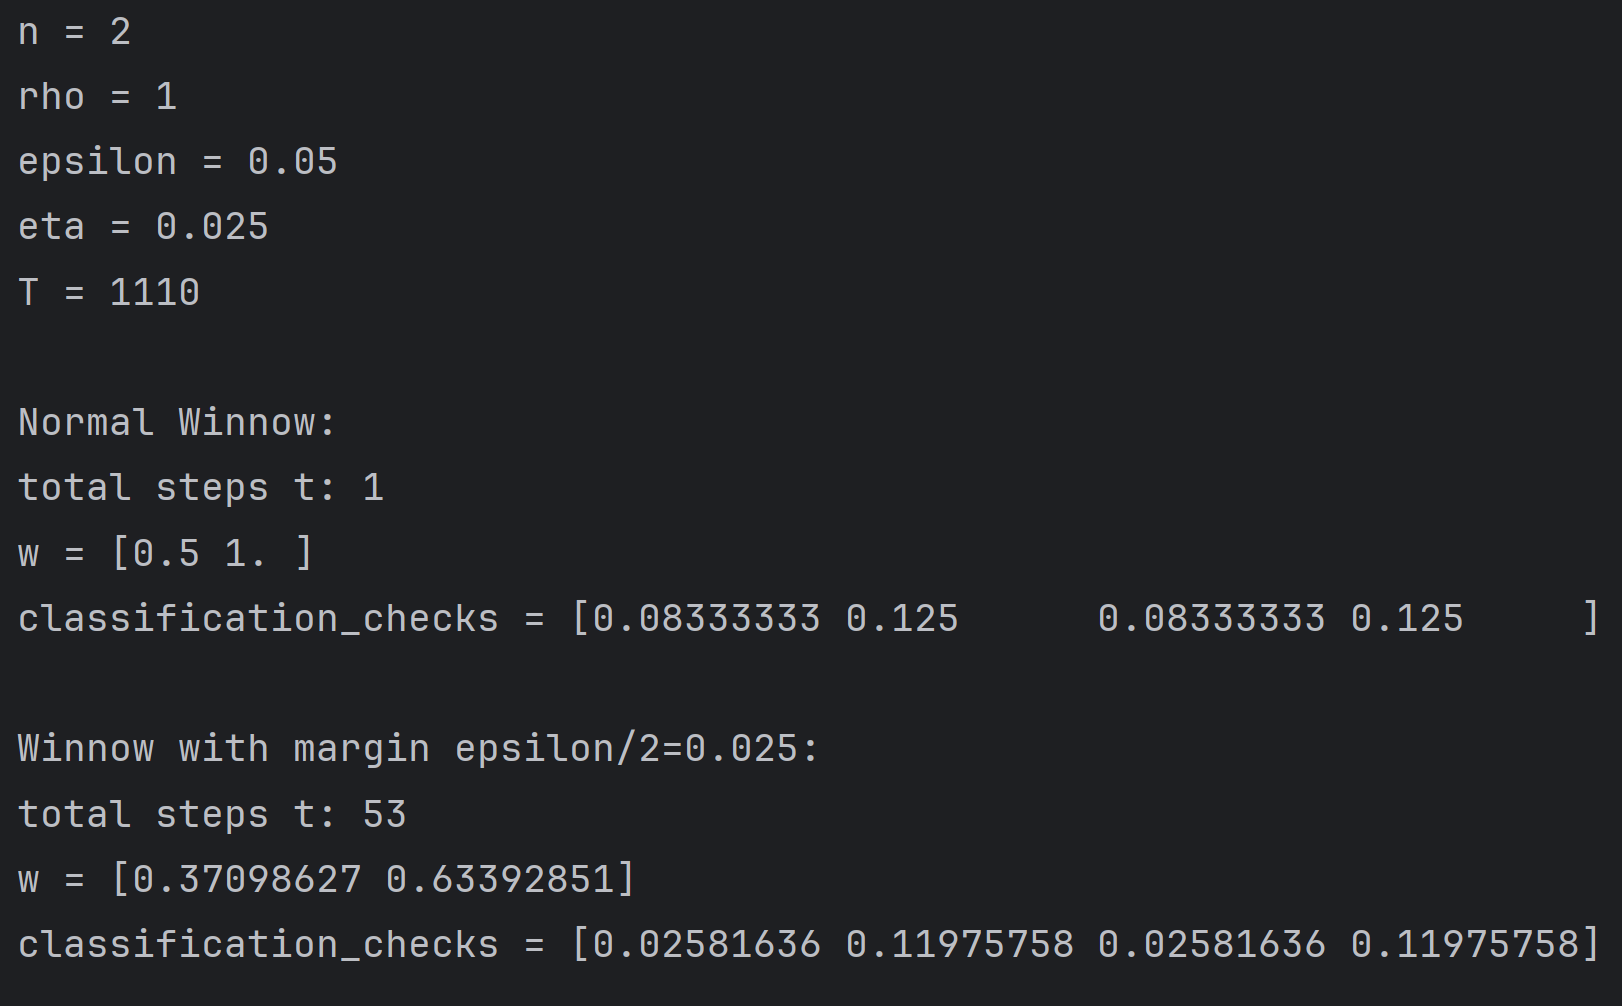 n = 2
rho = 1
epsilon = 0.05
eta = 0.025
T = 1110

Normal Winnow:
total steps t: 1
w = [0.5 1. ]
classification_checks = [0.08333333 0.125      0.08333333 0.125     ]

Winnow with margin epsilon/2=0.025:
total steps t: 53
w = [0.37098627 0.63392851]
classification_checks = [0.02581636 0.11975758 0.02581636 0.11975758]